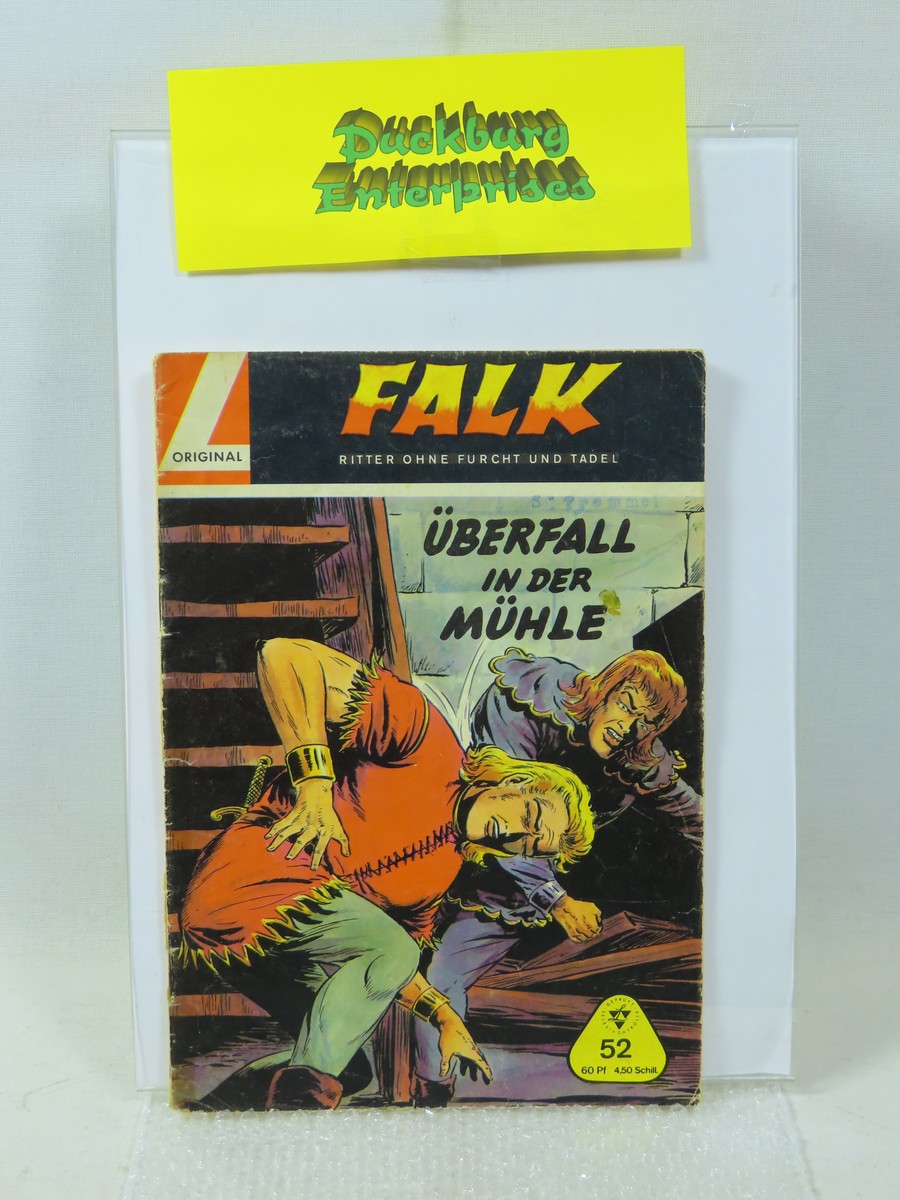 Duckburg
Enterprises
ORIGINAL
FALK
RITTER OHNE FURCHT UND TADEL
ÜBERFALL
IN DER
MÜHLE
52
60 Pf 4,50 Schill.